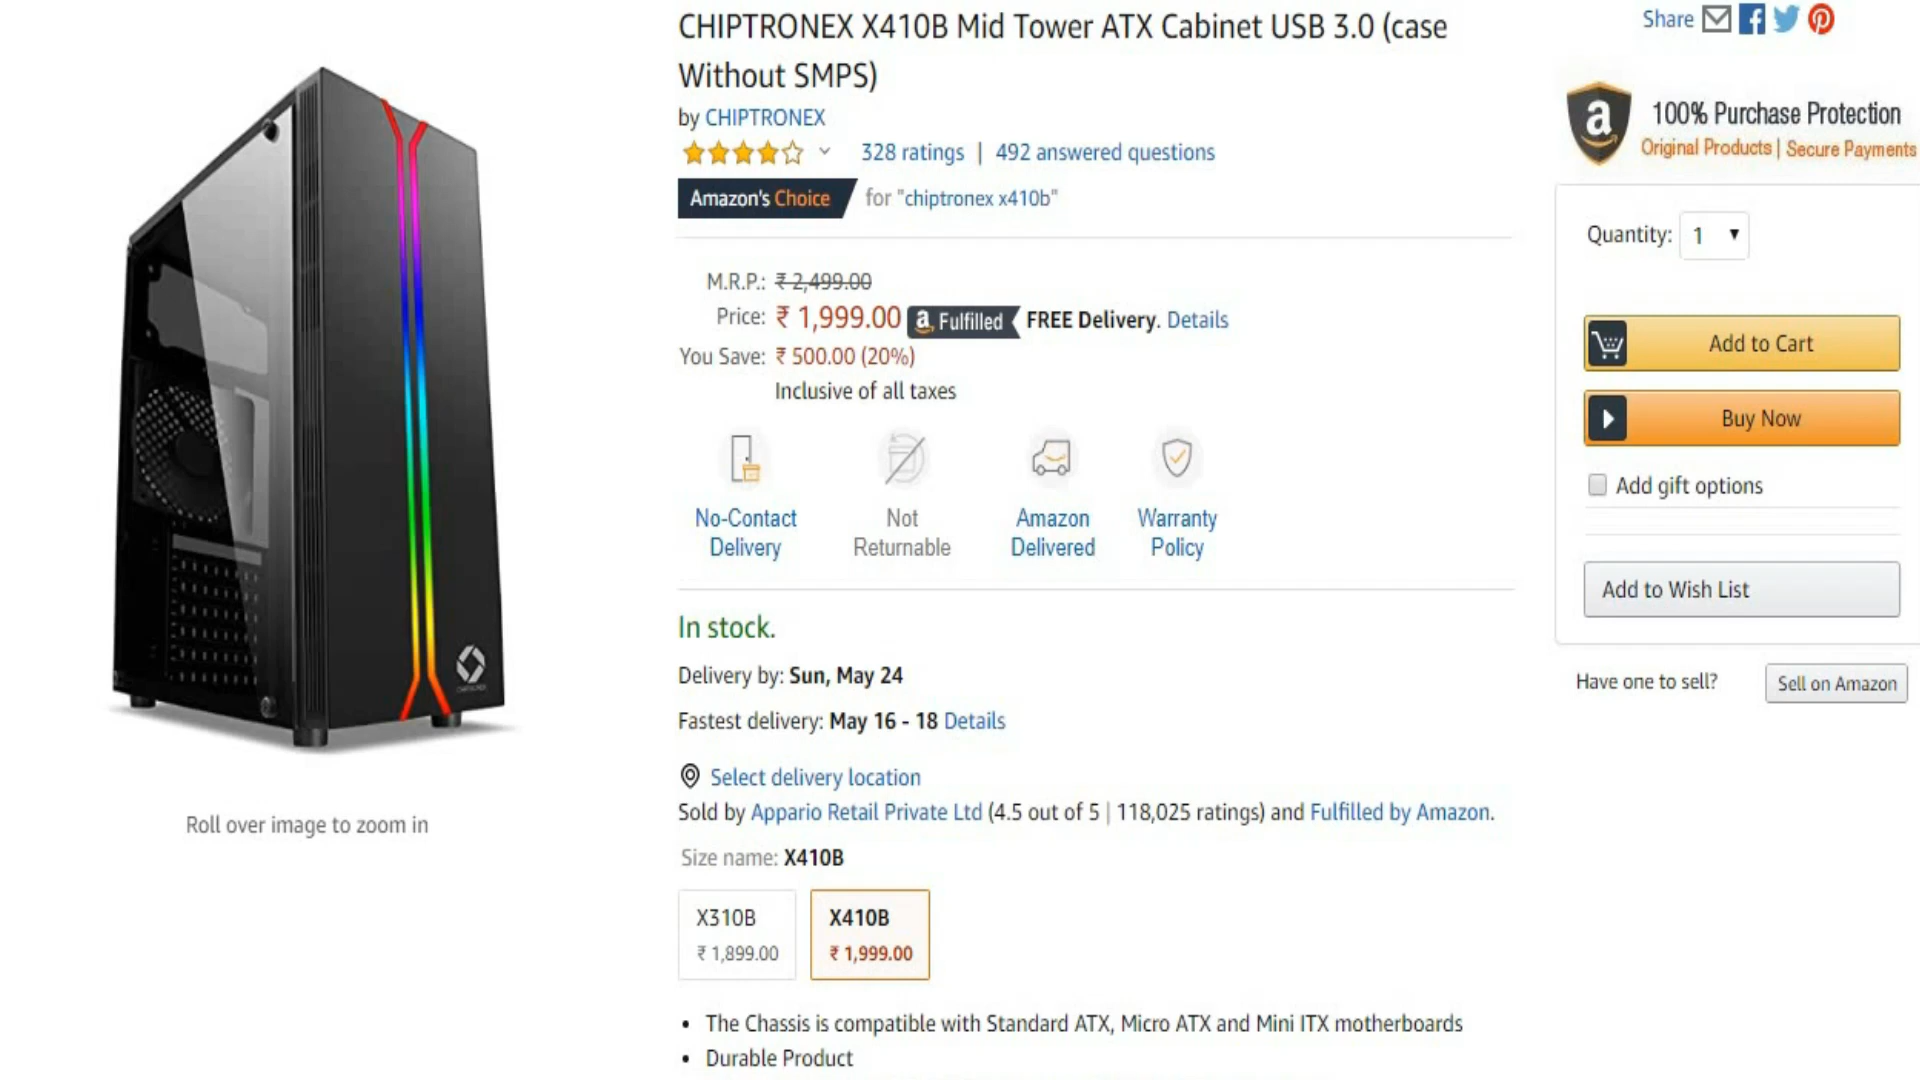 CHIPTRONEX X410B Mid Tower ATX Cabinet USB 3.0 (case
Without SMPS)
by CHIPTRONEX
328 ratings | 492 answered questions
Amazon's Choice for "chiptronex x410b"
M.R.P.: ₹ 2,499.00
Price: ₹ 1,999.00 a Fulfilled FREE Delivery. Details
You Save: ₹ 500.00 (20%)
Inclusive of all taxes
No-Contact
Delivery
Not
Returnable
Amazon
Delivered
Warranty
Policy
In stock.
Delivery by: Sun, May 24
Fastest delivery: May 16 - 18 Details
Select delivery location
Sold by Appario Retail Private Ltd (4.5 out of 5 | 118,025 ratings) and Fulfilled by Amazon.
Size name: X410B
X310B
₹ 1,899.00
X410B
₹ 1,999.00
• The Chassis is compatible with Standard ATX, Micro ATX and Mini ITX motherboards
• Durable Product
Roll over image to zoom in
Share
a
100% Purchase Protection
Original Products | Secure Payments
Quantity: 1
Add to Cart
Buy Now
Add gift options
Add to Wish List
Have one to sell? Sell on Amazon